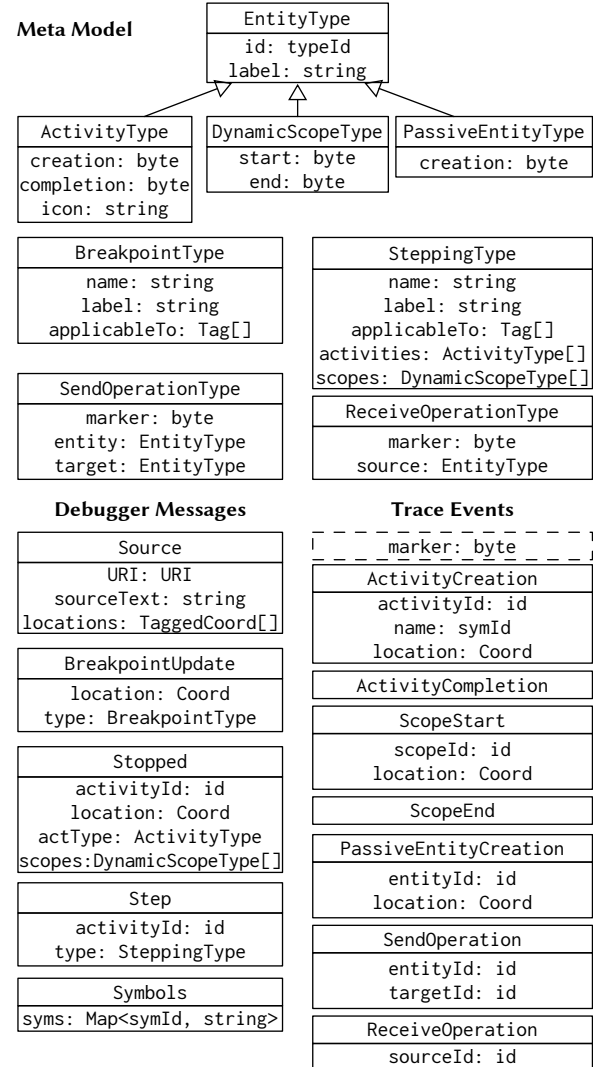 Meta Model
EntityType
id: typeId
label: string
ActivityType
creation: byte
completion: byte
icon: string
DynamicScopeType
start: byte
end: byte
PassiveEntityType
creation: byte
BreakpointType
name: string
label: string
applicableTo: Tag[]
SteppingType
name: string
label: string
applicableTo: Tag[]
activities: ActivityType[]
scopes: DynamicScopeType[]
SendOperationType
marker: byte
entity: EntityType
target: EntityType
ReceiveOperationType
marker: byte
source: EntityType
Debugger Messages
Source
URI: URI
sourceText: string
locations: TaggedCoord[]
BreakpointUpdate
location: Coord
type: BreakpointType
Stopped
activityId: id
location: Coord
actType: ActivityType
scopes:DynamicScopeType[]
Step
activityId: id
type: SteppingType
Symbols
syms: Map<symId, string>
Trace Events
marker: byte
ActivityCreation
activityId: id
name: symId
location: Coord
ActivityCompletion
ScopeStart
scopeId: id
location: Coord
ScopeEnd
PassiveEntityCreation
entityId: id
location: Coord
SendOperation
entityId: id
targetId: id
ReceiveOperation
sourceId: id